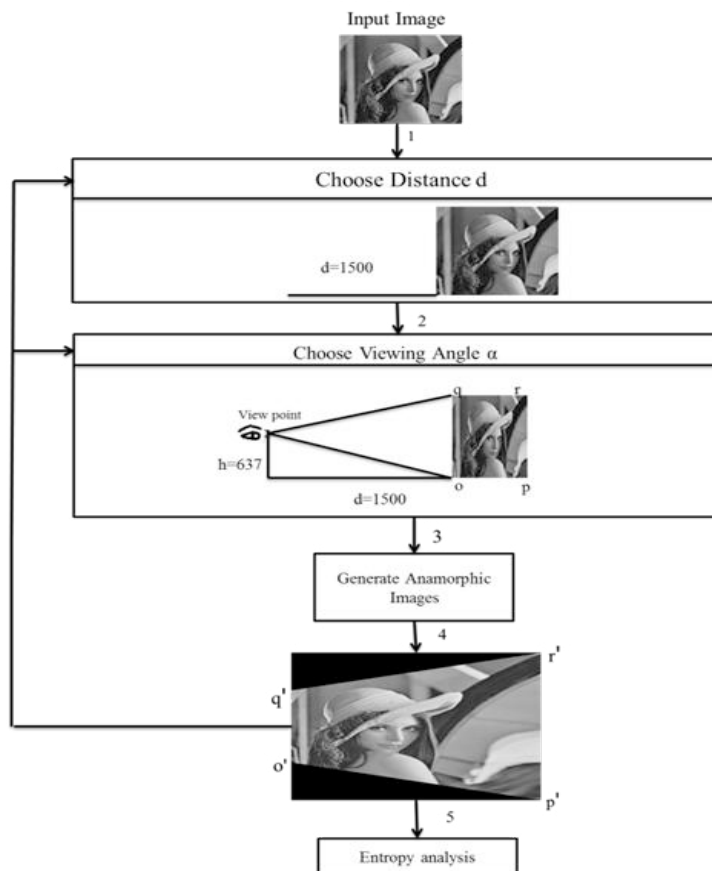 Input Image
1
Choose Distance d
d=1500
2
Choose Viewing Angle α
q r
View point
h=637
o p
d=1500
3
Generate Anamorphic
Images
4
r'
q'
o'
p'
5
Entropy analysis